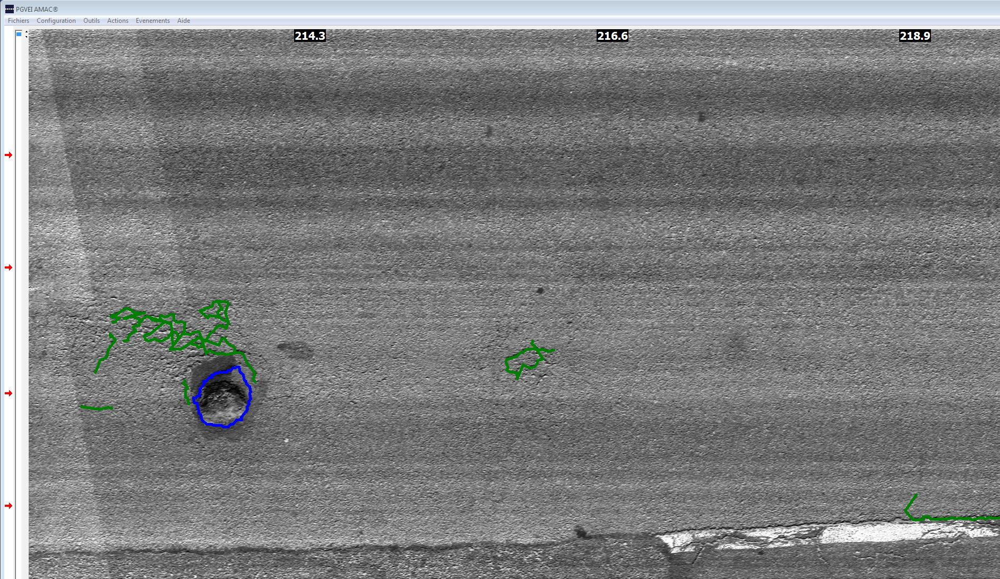 PGVEI AMAC®
Fichiers Configuration Outils Actions Evenements Aide
214.3 216.6 218.9